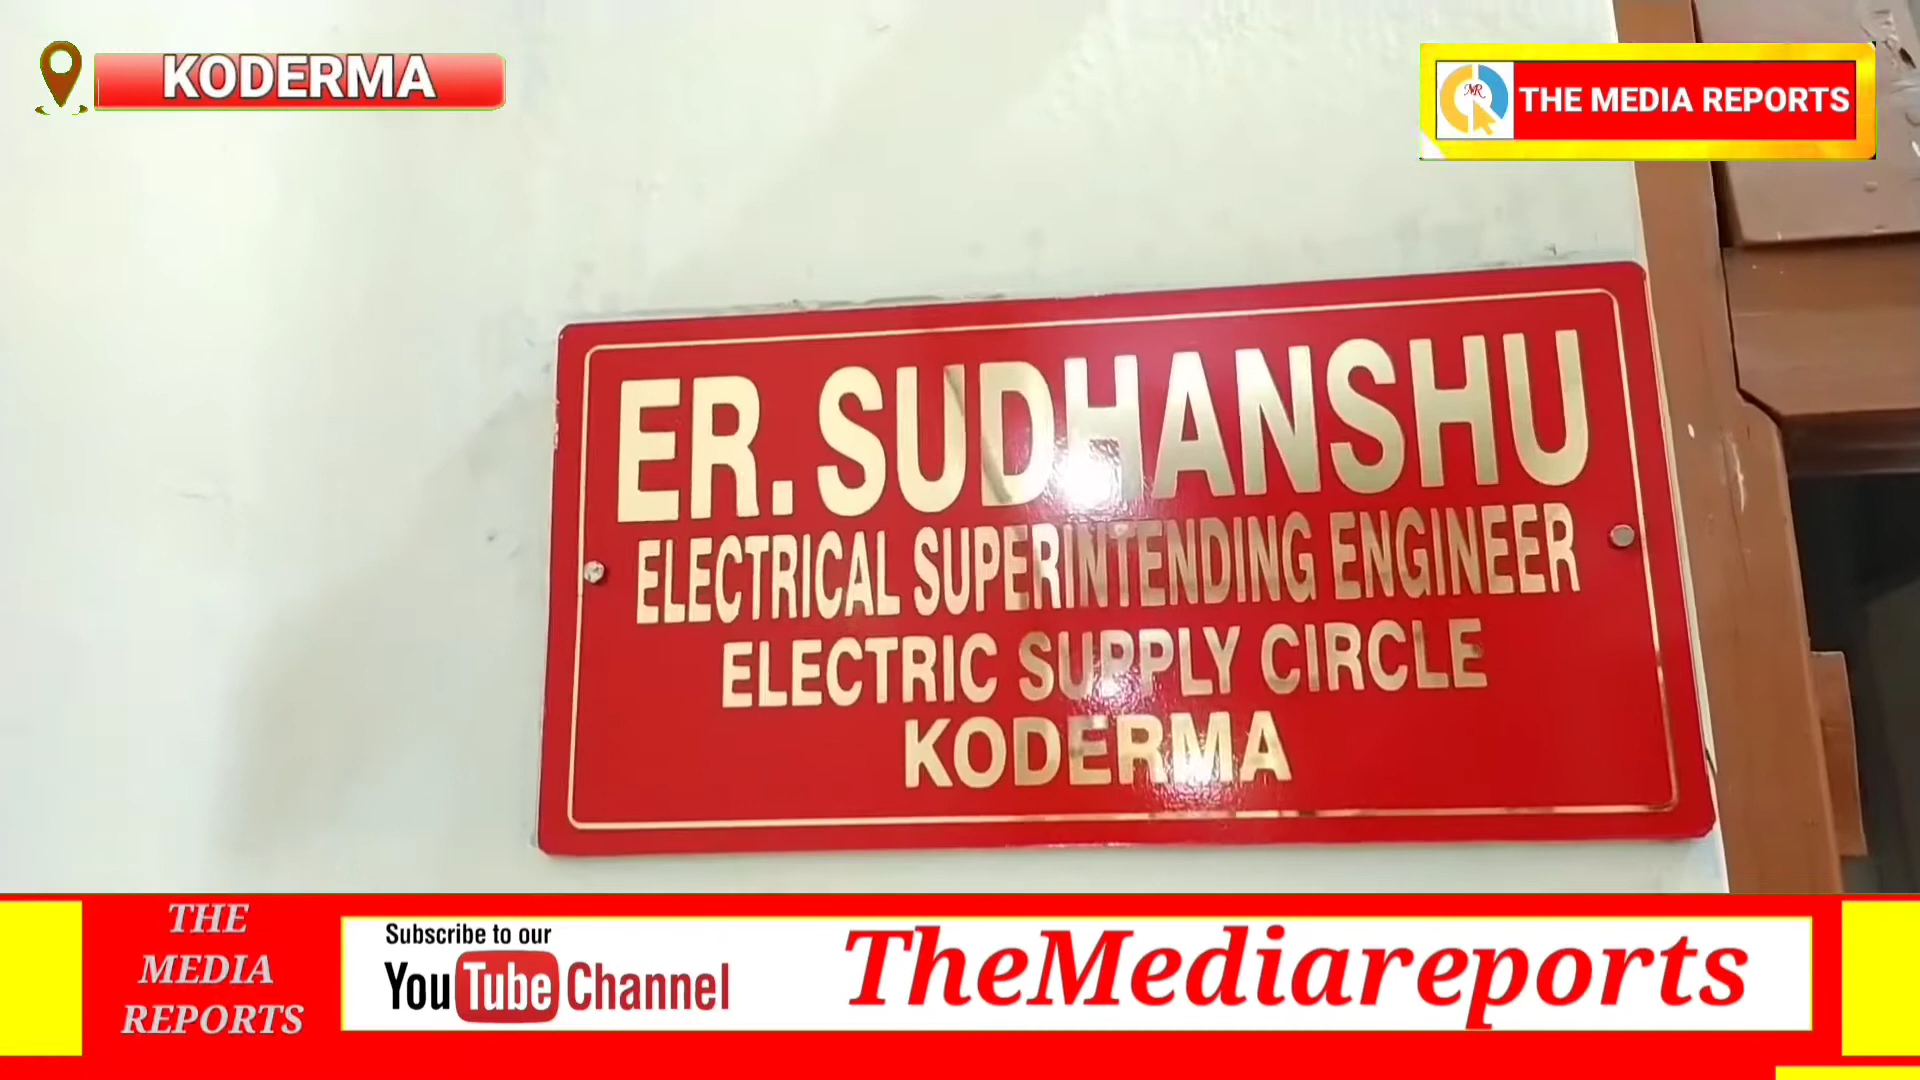 KODERMA
THE MEDIA REPORTS
ER. SUDHANSHU
ELECTRICAL SUPERINTENDING ENGINEER
ELECTRIC SUPPLY CIRCLE
KODERMA
THE
MEDIA
REPORTS
Subscribe to our
YouTube Channel
TheMediareports